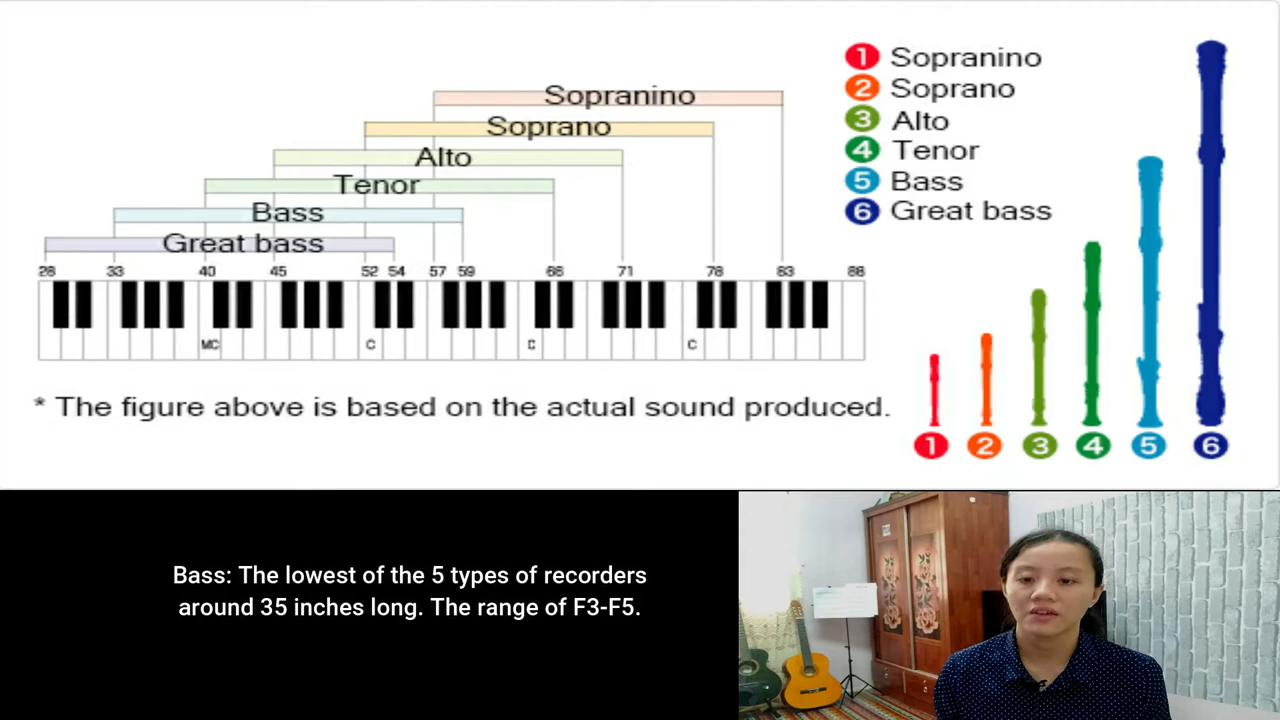 Sopranino
Soprano
Alto
Tenor
Bass
Great bass
28 33 40 45 52 54 57 59 66 71 78 83 88
MC C C C
* The figure above is based on the actual sound produced.
1 Sopranino
2 Soprano
3 Alto
4 Tenor
5 Bass
6 Great bass
1 2 3 4 5 6
Bass: The lowest of the 5 types of recorders
around 35 inches long. The range of F3-F5.